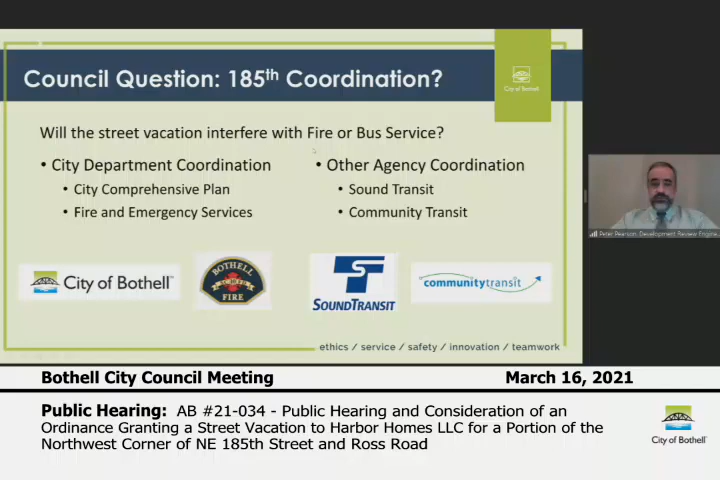 Council Question: 185th Coordination?
City of Bothell
Will the street vacation interfere with Fire or Bus Service?
• City Department Coordination
• City Comprehensive Plan
• Fire and Emergency Services
• Other Agency Coordination
• Sound Transit
• Community Transit
City of Bothell
BOTHELL
FIRE
SOUNDTRANSIT
communitytransit
ethics / service / safety / innovation / teamwork
Peter Pearson, Development Review Engine
Bothell City Council Meeting
March 16, 2021
Public Hearing: AB #21-034 - Public Hearing and Consideration of an
Ordinance Granting a Street Vacation to Harbor Homes LLC for a Portion of the
Northwest Corner of NE 185th Street and Ross Road
City of Bothell